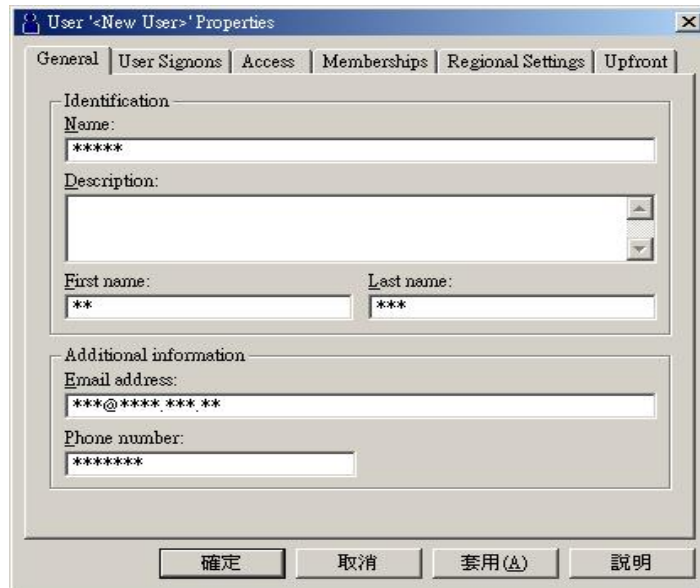 User '<New User>' Properties
General User Signons Access Memberships Regional Settings Upfront
Identification
Name:
*****
Description:
First name: Last name:
** ***
Additional information
Email address:
***@****.***.**
Phone number:
*******
確定 取消 套用(A) 說明